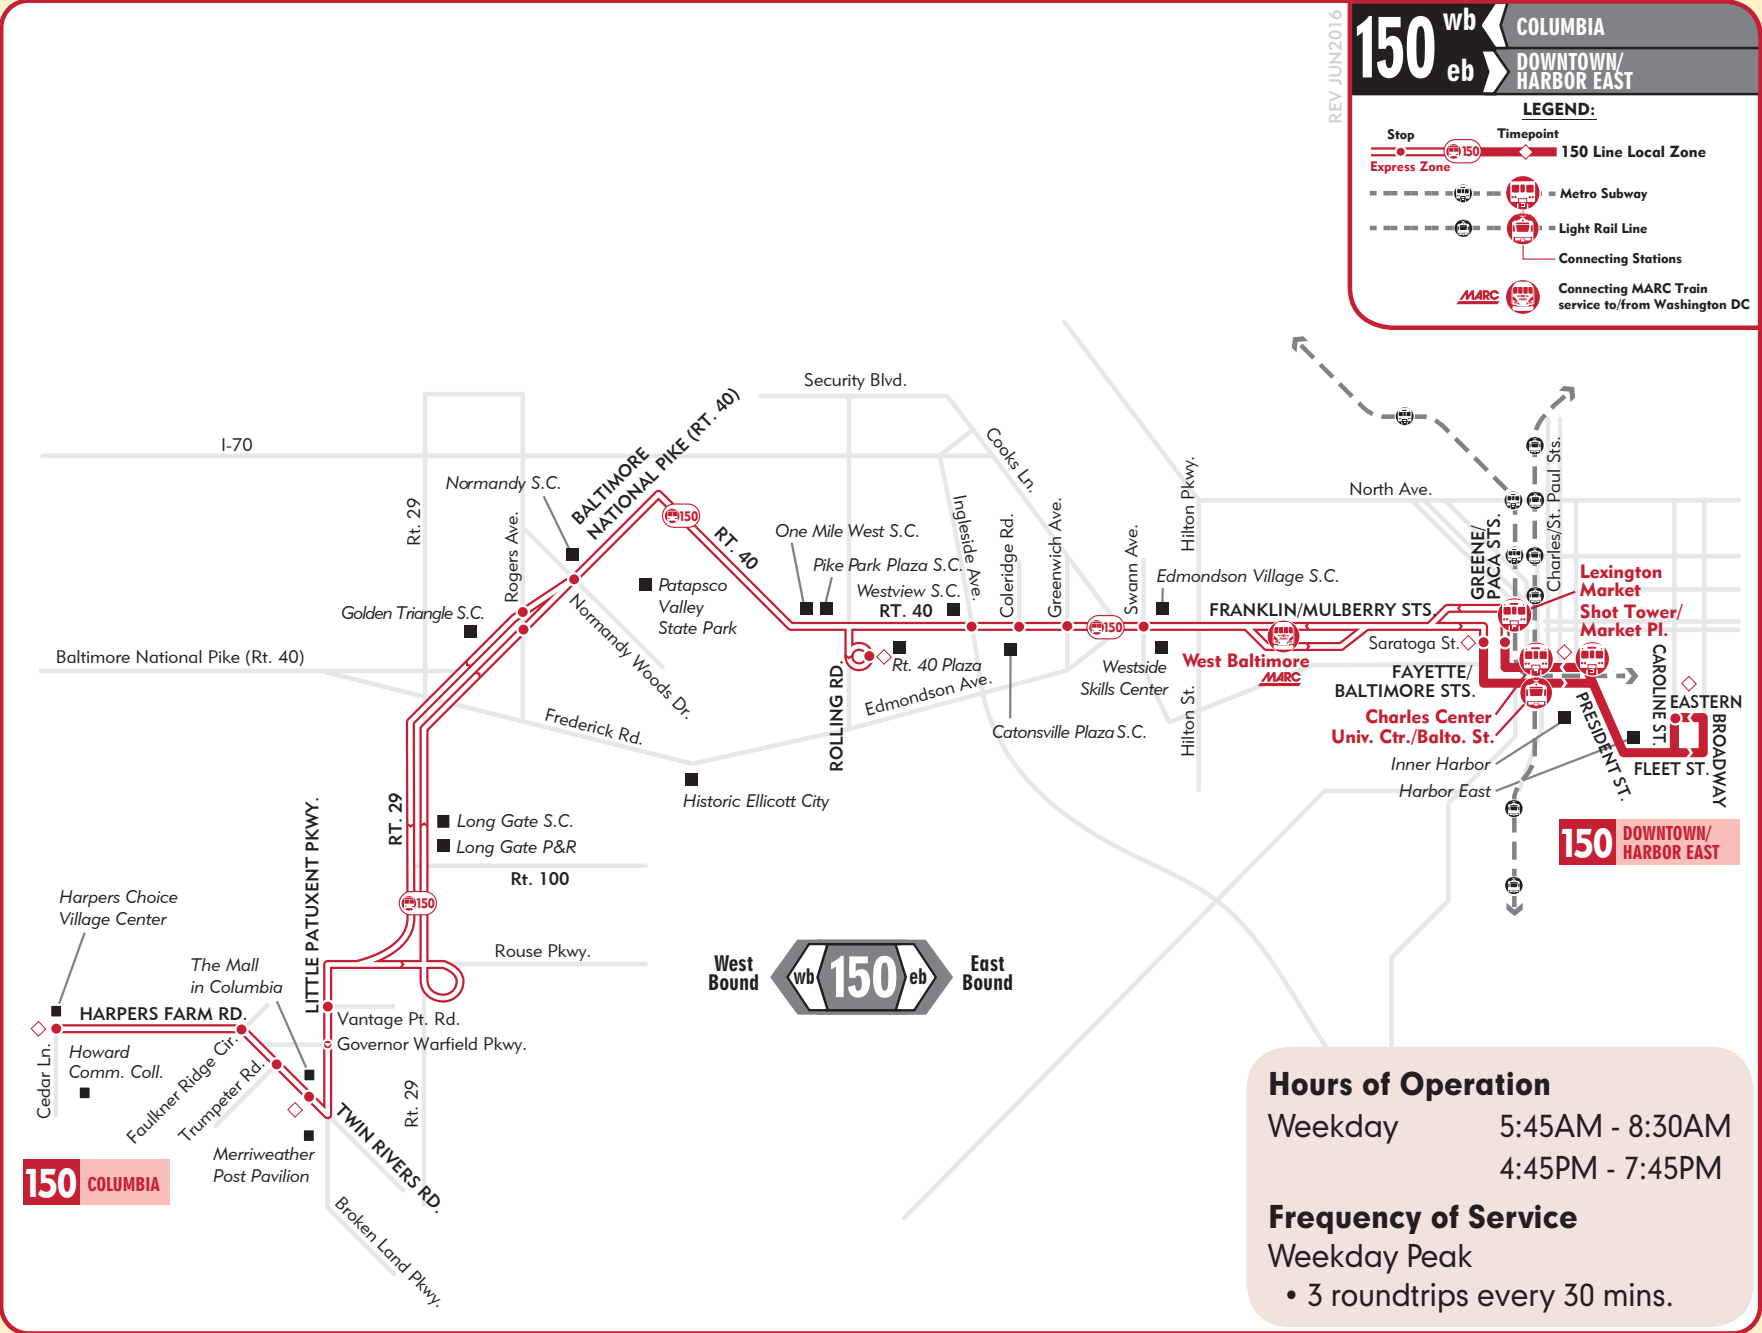 REV JUN2016
150
wb
COLUMBIA
eb
DOWNTOWN/
HARBOR EAST
LEGEND:
Stop
Timepoint
150
150 Line Local Zone
Express Zone
Metro Subway
Light Rail Line
Connecting Stations
MARC
Connecting MARC Train
service to/from Washington DC
Security Blvd.
I-70
Cooks Ln.
BALTIMORE
NATIONAL PIKE (RT. 40)
Normandy S.C.
Rt. 29
Rogers Ave.
150
RT. 40
One Mile West S.C.
Pike Park Plaza S.C.
Westview S.C.
RT. 40
Ingleside Ave.
Coleridge Rd.
Greenwich Ave.
Swann Ave.
Hilton Pkwy.
North Ave.
GREENE/
PACA STS.
Charles/St. Paul Sts.
Edmondson Village S.C.
FRANKLIN/MULBERRY STS.
150
Lexington
Market
Shot Tower/
Market Pl.
Golden Triangle S.C.
Patapsco
Valley
State Park
Normandy Woods Dr.
Baltimore National Pike (Rt. 40)
Rt. 40 Plaza
Edmondson Ave.
ROLLING RD.
Westside
Skills Center
West Baltimore
MARC
Saratoga St.
FAYETTE/
BALTIMORE STS.
Charles Center
Univ. Ctr./Balto. St.
Inner Harbor
Harbor East
CAROLINE ST.
EASTERN
BROADWAY
PRESIDENT ST.
FLEET ST.
Frederick Rd.
Catonsville Plaza S.C.
Hilton St.
Historic Ellicott City
150
DOWNTOWN/
HARBOR EAST
RT. 29
Long Gate S.C.
Long Gate P&R
Rt. 100
150
LITTLE PATUXENT PKWY.
Harpers Choice
Village Center
The Mall
in Columbia
Rouse Pkwy.
HARPERS FARM RD.
Vantage Pt. Rd.
Governor Warfield Pkwy.
Howard
Comm. Coll.
Cedar Ln.
Faulkner Ridge Cir.
Trumpeter Rd.
Rt. 29
TWIN RIVERS RD.
Merriweather
Post Pavilion
150
COLUMBIA
Broken Land Pkwy.
West
Bound
wb
150
eb
East
Bound
Hours of Operation
Weekday 5:45AM - 8:30AM
4:45PM - 7:45PM
Frequency of Service
Weekday Peak
• 3 roundtrips every 30 mins.